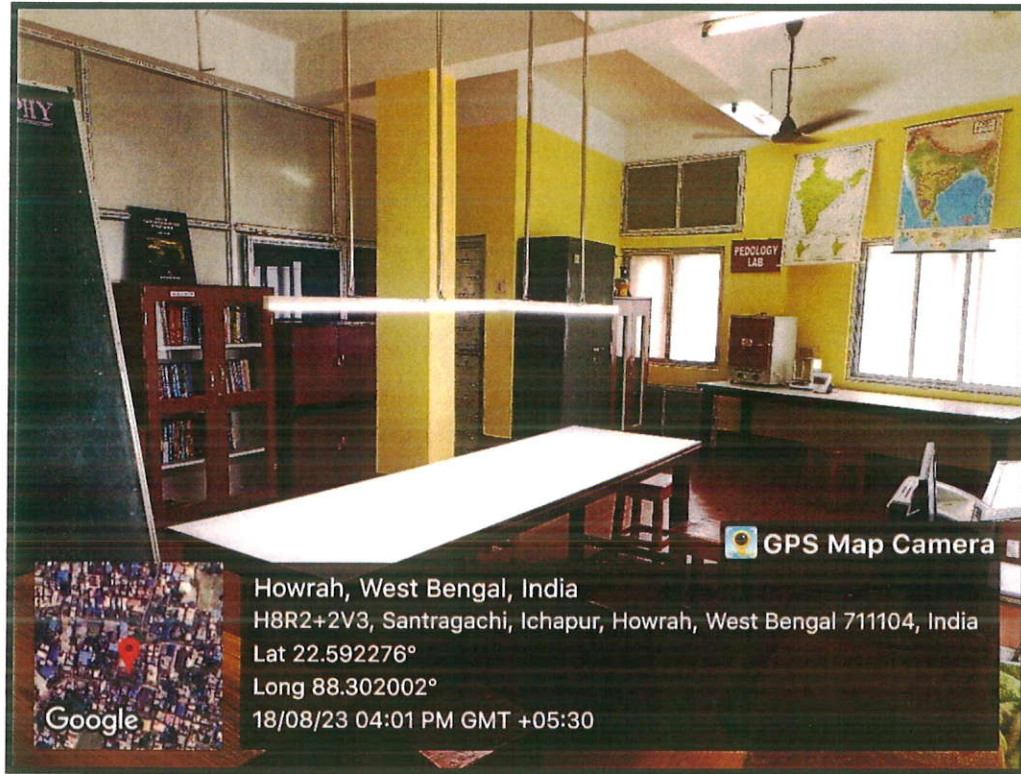 PHY
PEDOLOGY
LAB
GPS Map Camera
Howrah, West Bengal, India
H8R2+2V3, Santragachi, Ichapur, Howrah, West Bengal 711104, India
Lat 22.592276°
Long 88.302002°
18/08/23 04:01 PM GMT +05:30
Google